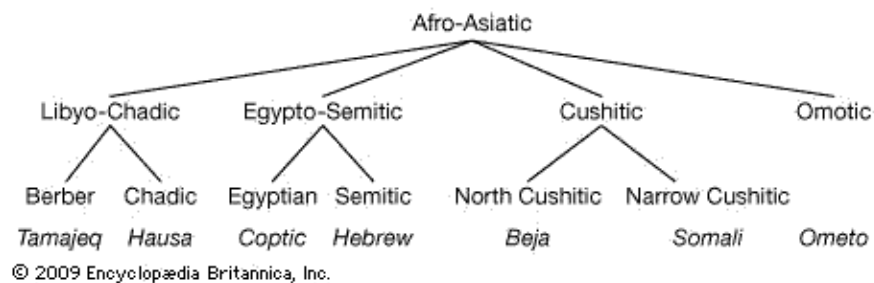 Afro-Asiatic
Libyo-Chadic Egypto-Semitic Cushitic Omotic
Berber Chadic Egyptian Semitic North Cushitic Narrow Cushitic
Tamajeq Hausa Coptic Hebrew Beja Somali Ometo
© 2009 Encyclopædia Britannica, Inc.